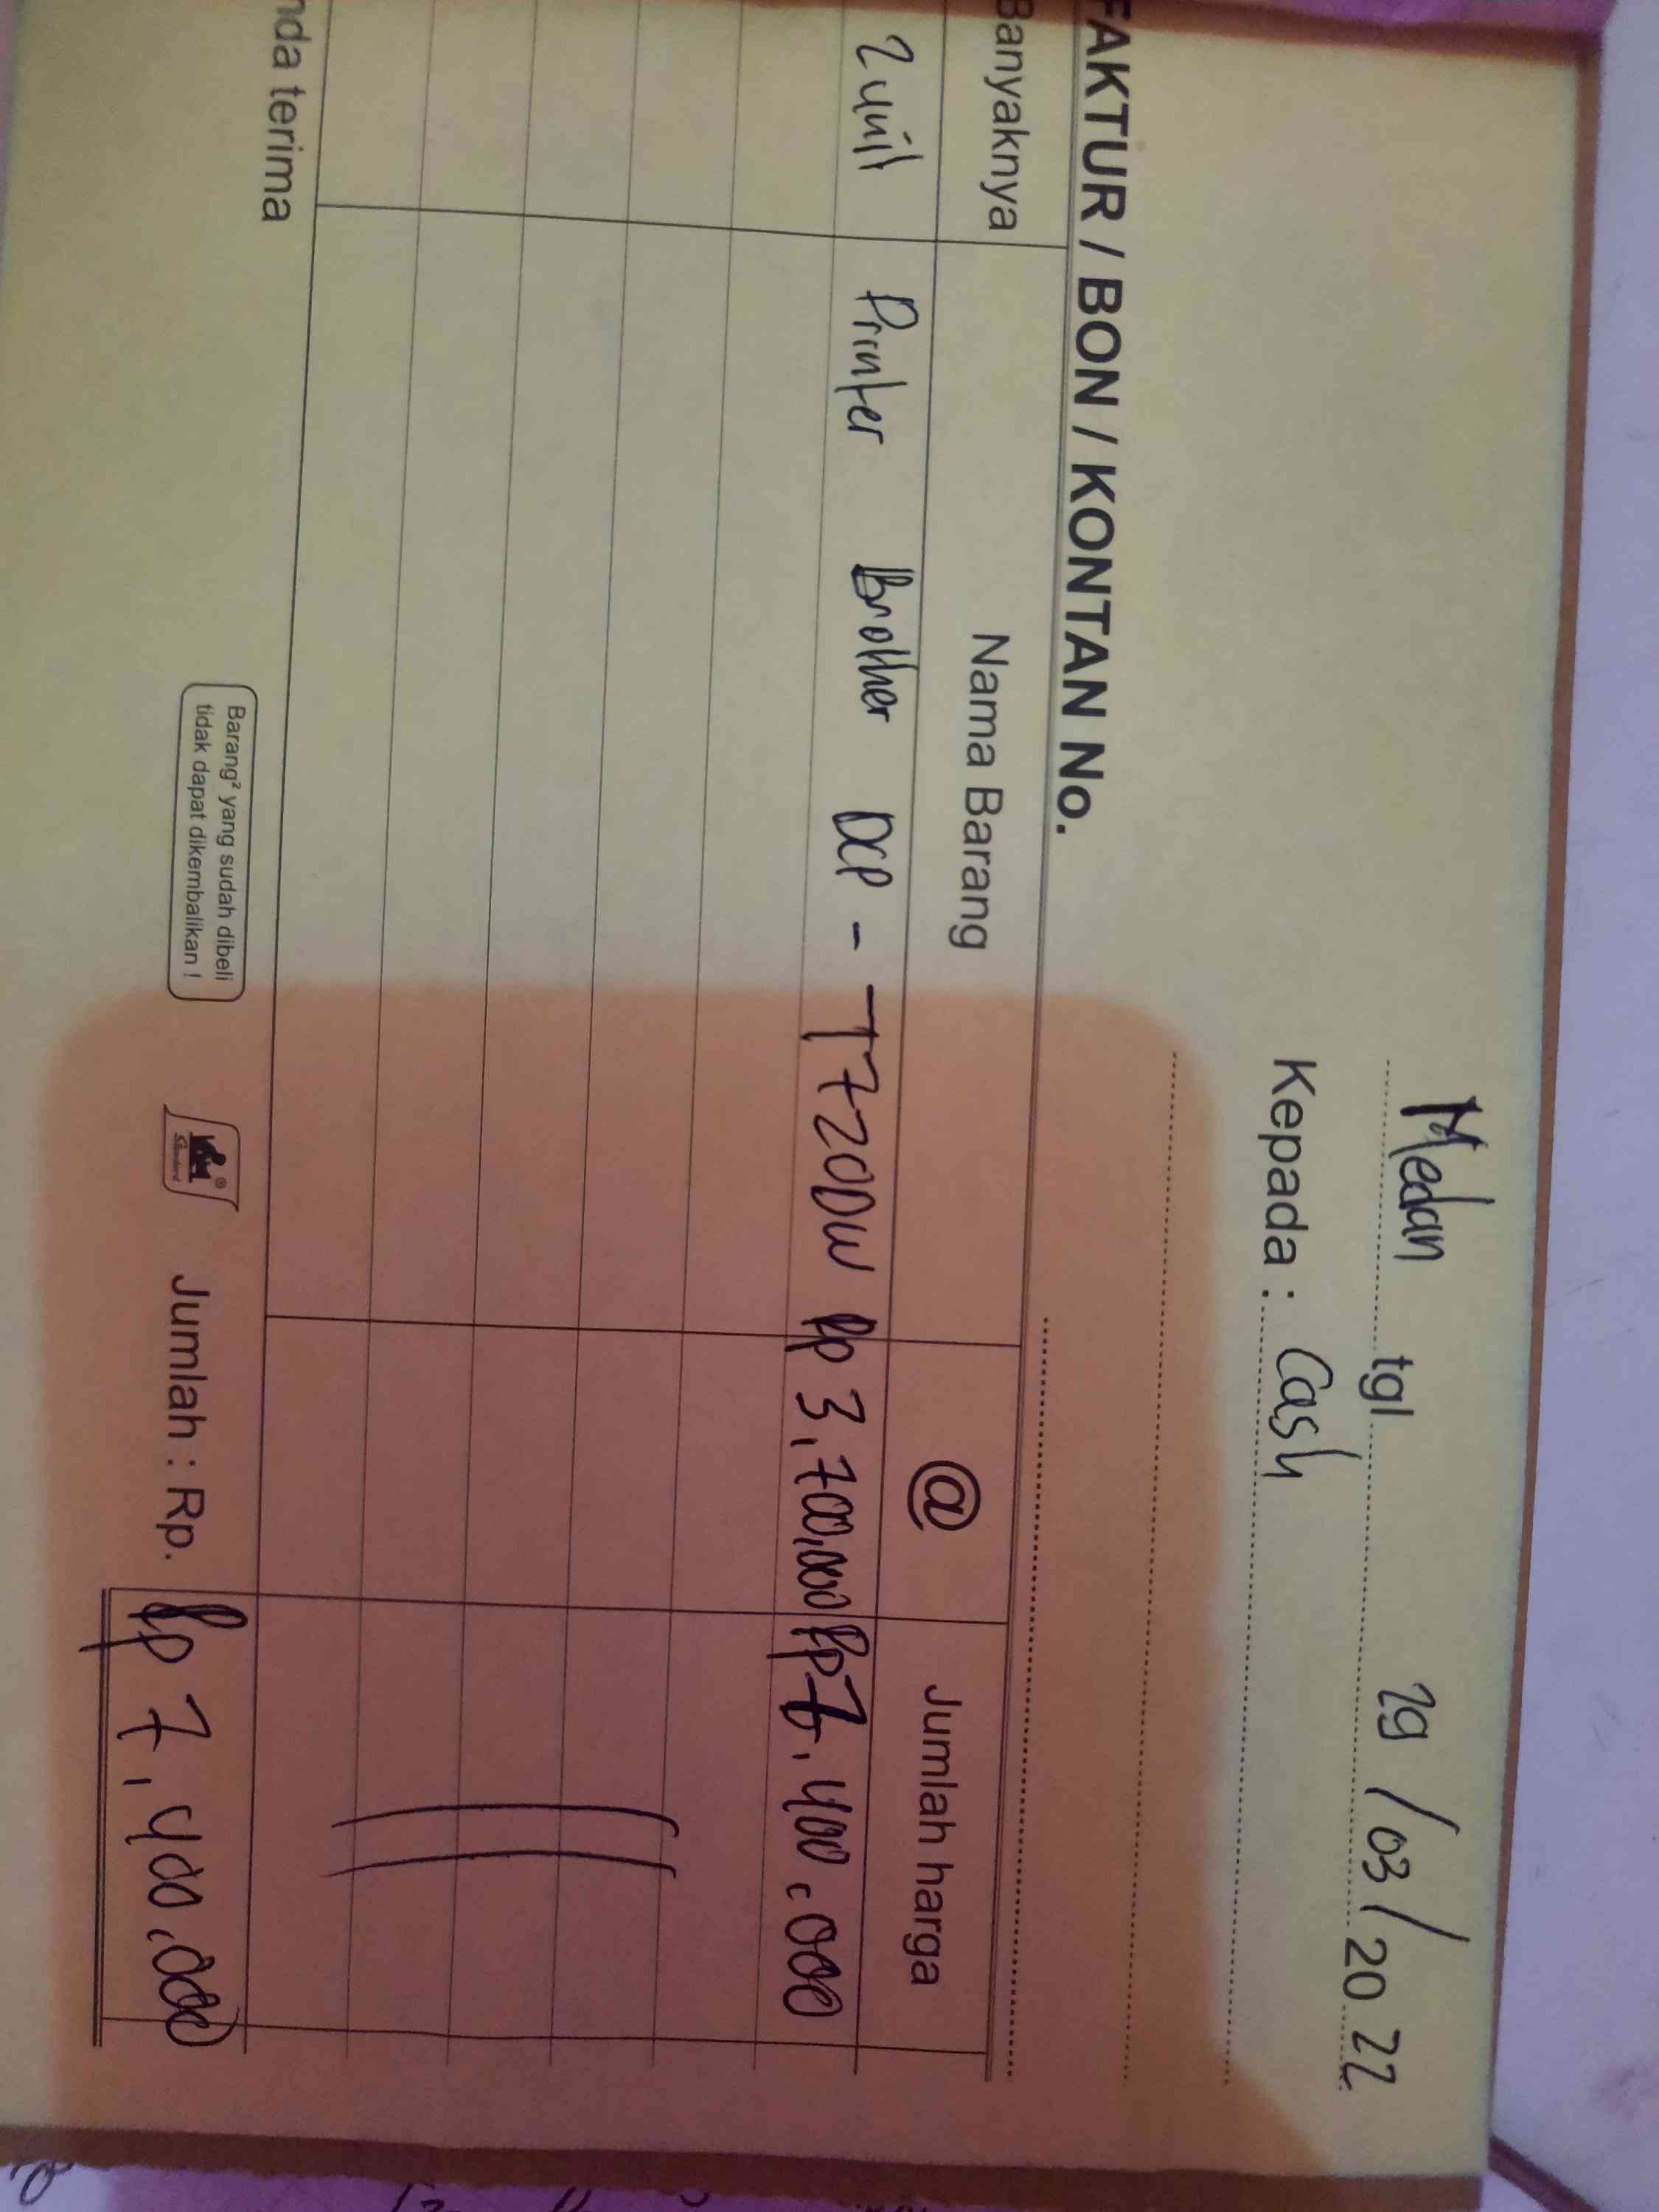 Medan tgl 29 / 03 / 20 22
Kepada : Cash
FAKTUR / BON / KONTAN No.
Banyaknya Nama Barang @ Jumlah harga
2 unit Printer Brother DCP - T720DW Rp 3,700,000 Rp 7,400,000
nda terima
Barang² yang sudah dibeli
tidak dapat dikembalikan !
Jumlah : Rp. Rp 7,400,000